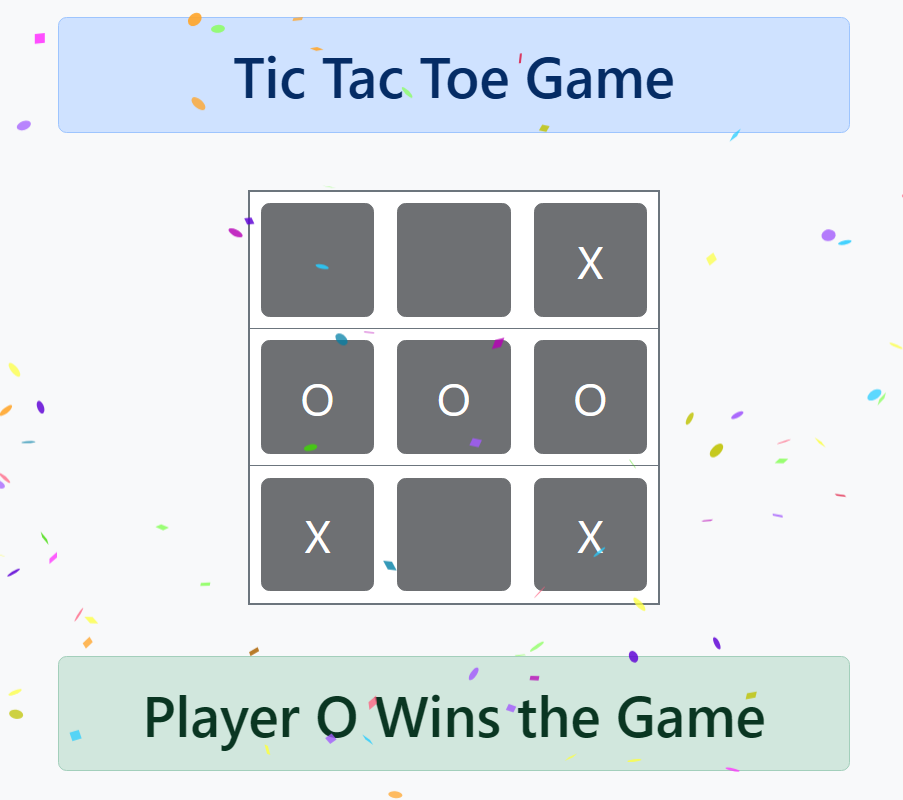 Tic Tac Toe Game
X
O O O
X X
Player O Wins the Game